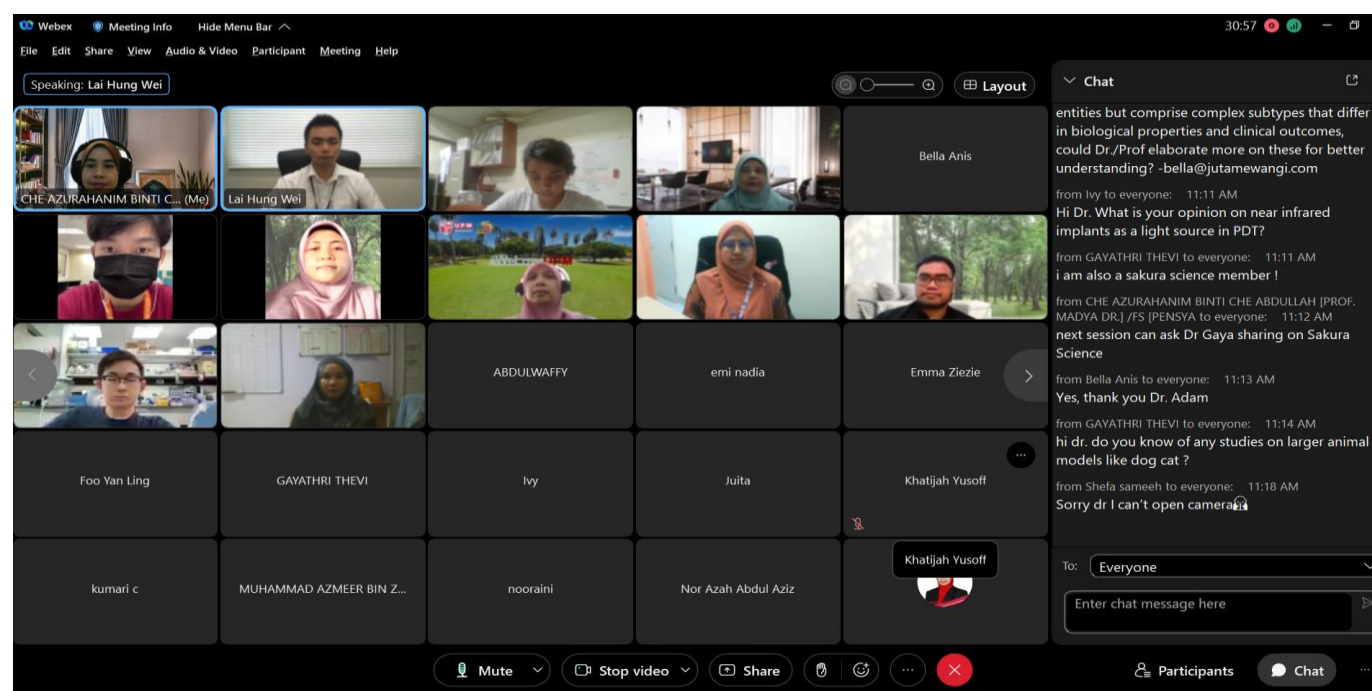 Webex
Meeting Info
Hide Menu Bar
30:57
File Edit Share View Audio & Video Participant Meeting Help
Speaking: Lai Hung Wei
Layout
CHE AZURAHANIM BINTI C... (Me)
Lai Hung Wei
Bella Anis
UPM
ABDULWAFFY
emi nadia
Emma Ziezie
Foo Yan Ling
GAYATHRI THEVI
Ivy
Juita
Khatijah Yusoff
kumari c
MUHAMMAD AZMEER BIN Z...
nooraini
Nor Azah Abdul Aziz
Khatijah Yusoff
Chat
entities but comprise complex subtypes that differ
in biological properties and clinical outcomes,
could Dr./Prof elaborate more on these for better
understanding? -bella@jutamewangi.com
from Ivy to everyone: 11:11 AM
Hi Dr. What is your opinion on near infrared
implants as a light source in PDT?
from GAYATHRI THEVI to everyone: 11:11 AM
i am also a sakura science member !
from CHE AZURAHANIM BINTI CHE ABDULLAH [PROF.
MADYA DR.] /FS [PENSYA to everyone: 11:12 AM
next session can ask Dr Gaya sharing on Sakura
Science
from Bella Anis to everyone: 11:13 AM
Yes, thank you Dr. Adam
from GAYATHRI THEVI to everyone: 11:14 AM
hi dr. do you know of any studies on larger animal
models like dog cat ?
from Shefa sameeh to everyone: 11:18 AM
Sorry dr I can't open camera
To: Everyone
Enter chat message here
Mute
Stop video
Share
Participants
Chat